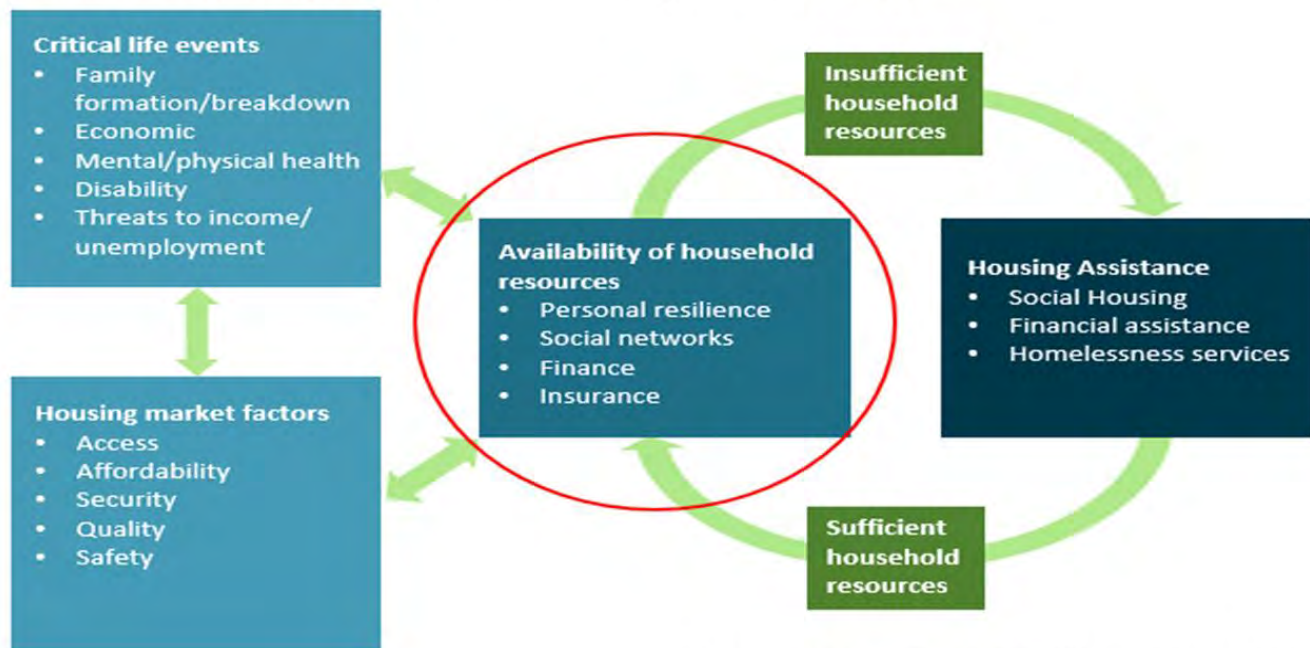 Critical life events
• Family
formation/breakdown
• Economic
• Mental/physical health
• Disability
• Threats to income/
unemployment
Housing market factors
• Access
• Affordability
• Security
• Quality
• Safety
Availability of household
resources
• Personal resilience
• Social networks
• Finance
• Insurance
Insufficient
household
resources
Housing Assistance
• Social Housing
• Financial assistance
• Homelessness services
Sufficient
household
resources